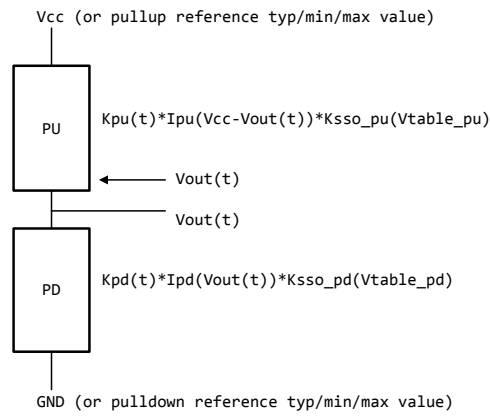 Vcc (or pullup reference typ/min/max value)
PU
Kpu(t)*Ipu(Vcc-Vout(t))*Ksso_pu(Vtable_pu)
Vout(t)
Vout(t)
PD
Kpd(t)*Ipd(Vout(t))*Ksso_pd(Vtable_pd)
GND (or pulldown reference typ/min/max value)